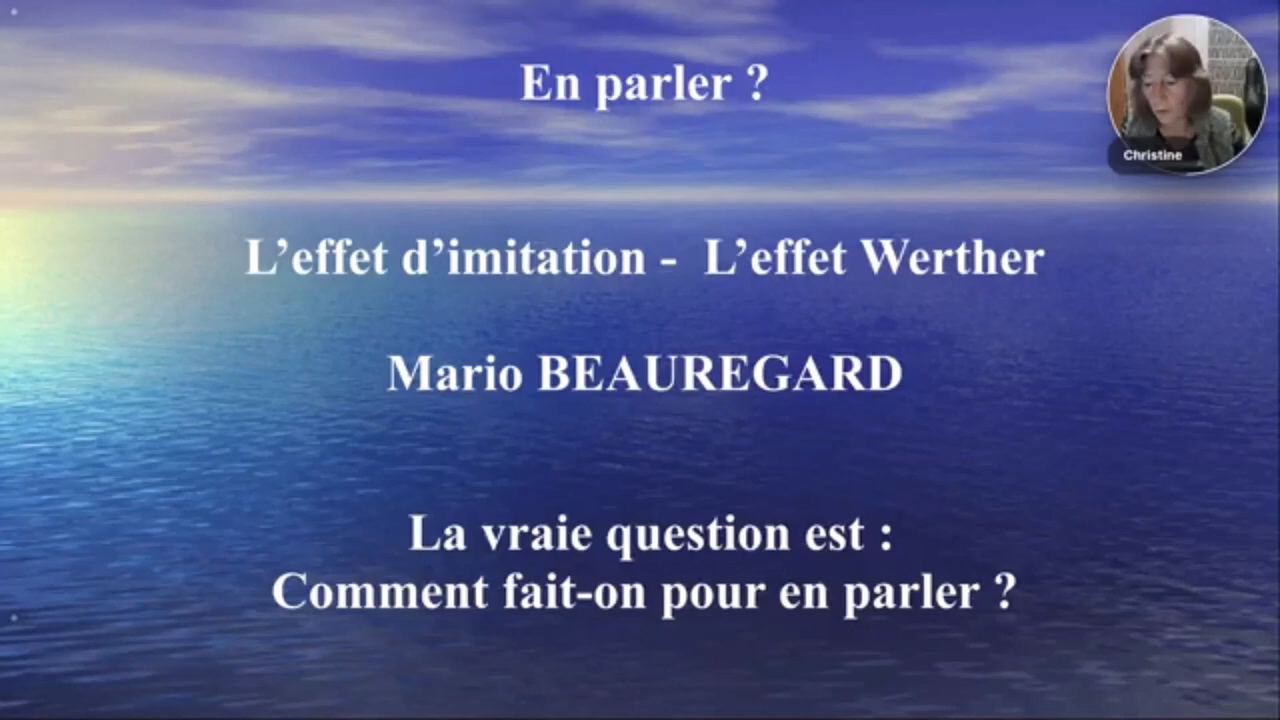 En parler ?
Christine
L’effet d’imitation - L’effet Werther
Mario BEAUREGARD
La vraie question est :
Comment fait-on pour en parler ?